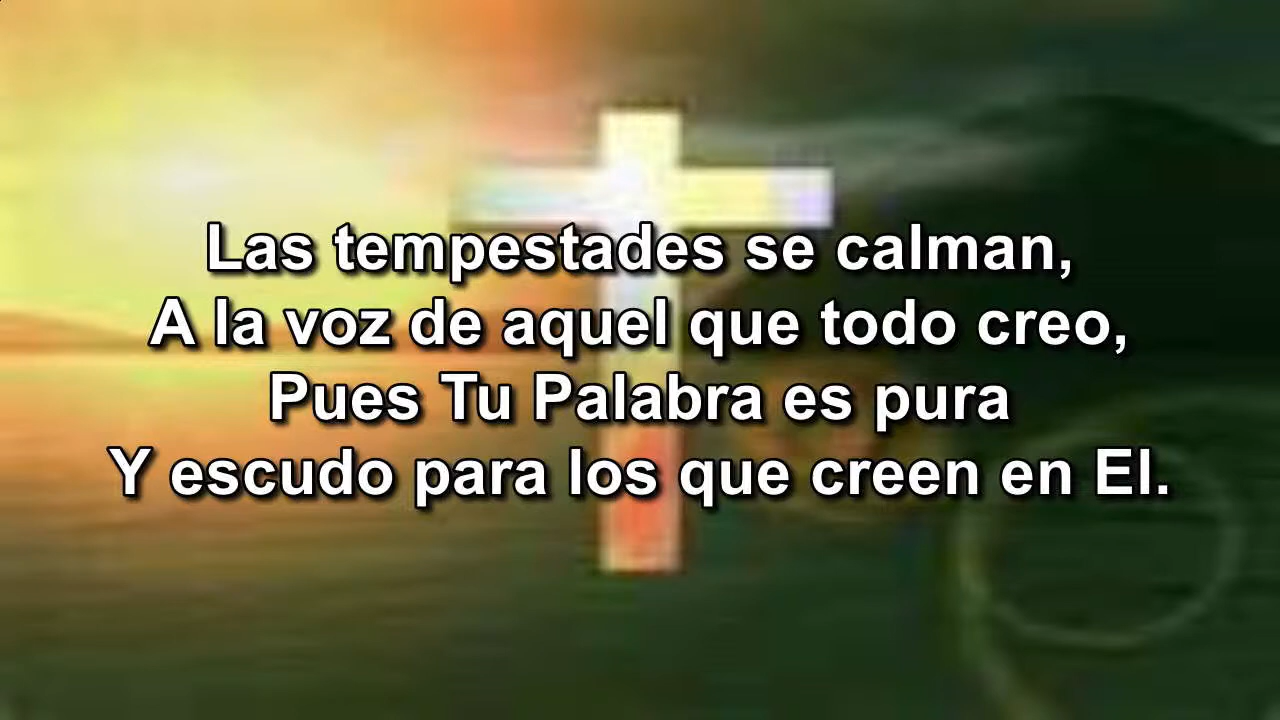 Las tempestades se calman,
A la voz de aquel que todo creo,
Pues Tu Palabra es pura
Y escudo para los que creen en El.